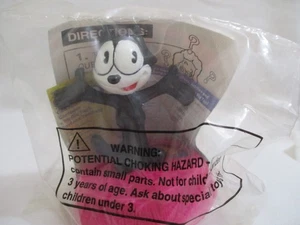 DIRECTIONS-
1.
WARNING:
POTENTIAL CHOKING HAZARD -
contain small parts. Not for child
3 years of age. Ask about special toy
children under 3.